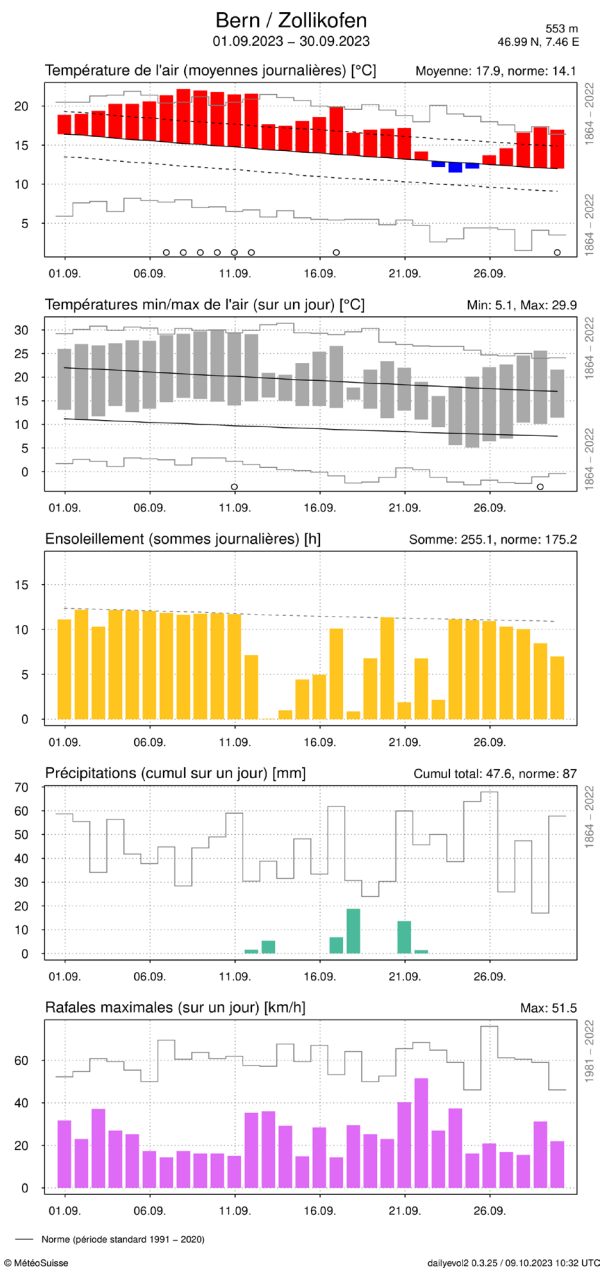 Bern / Zollikofen
01.09.2023 − 30.09.2023
553 m
46.99 N, 7.46 E
Température de l'air (moyennes journalières) [°C]
Moyenne: 17.9, norme: 14.1
20
15
10
5
1864 − 2022
1864 − 2022
01.09.
06.09.
11.09.
16.09.
21.09.
26.09.
Températures min/max de l'air (sur un jour) [°C]
Min: 5.1, Max: 29.9
30
25
20
15
10
5
0
1864 − 2022
1864 − 2022
01.09.
06.09.
11.09.
16.09.
21.09.
26.09.
Ensoleillement (sommes journalières) [h]
Somme: 255.1, norme: 175.2
15
10
5
0
01.09.
06.09.
11.09.
16.09.
21.09.
26.09.
Précipitations (cumul sur un jour) [mm]
Cumul total: 47.6, norme: 87
70
60
50
40
30
20
10
0
1864 − 2022
01.09.
06.09.
11.09.
16.09.
21.09.
26.09.
Rafales maximales (sur un jour) [km/h]
Max: 51.5
60
40
20
0
1981 − 2022
01.09.
06.09.
11.09.
16.09.
21.09.
26.09.
Norme (période standard 1991 − 2020)
© MétéoSuisse
dailyevol2 0.3.25 / 09.10.2023 10:32 UTC